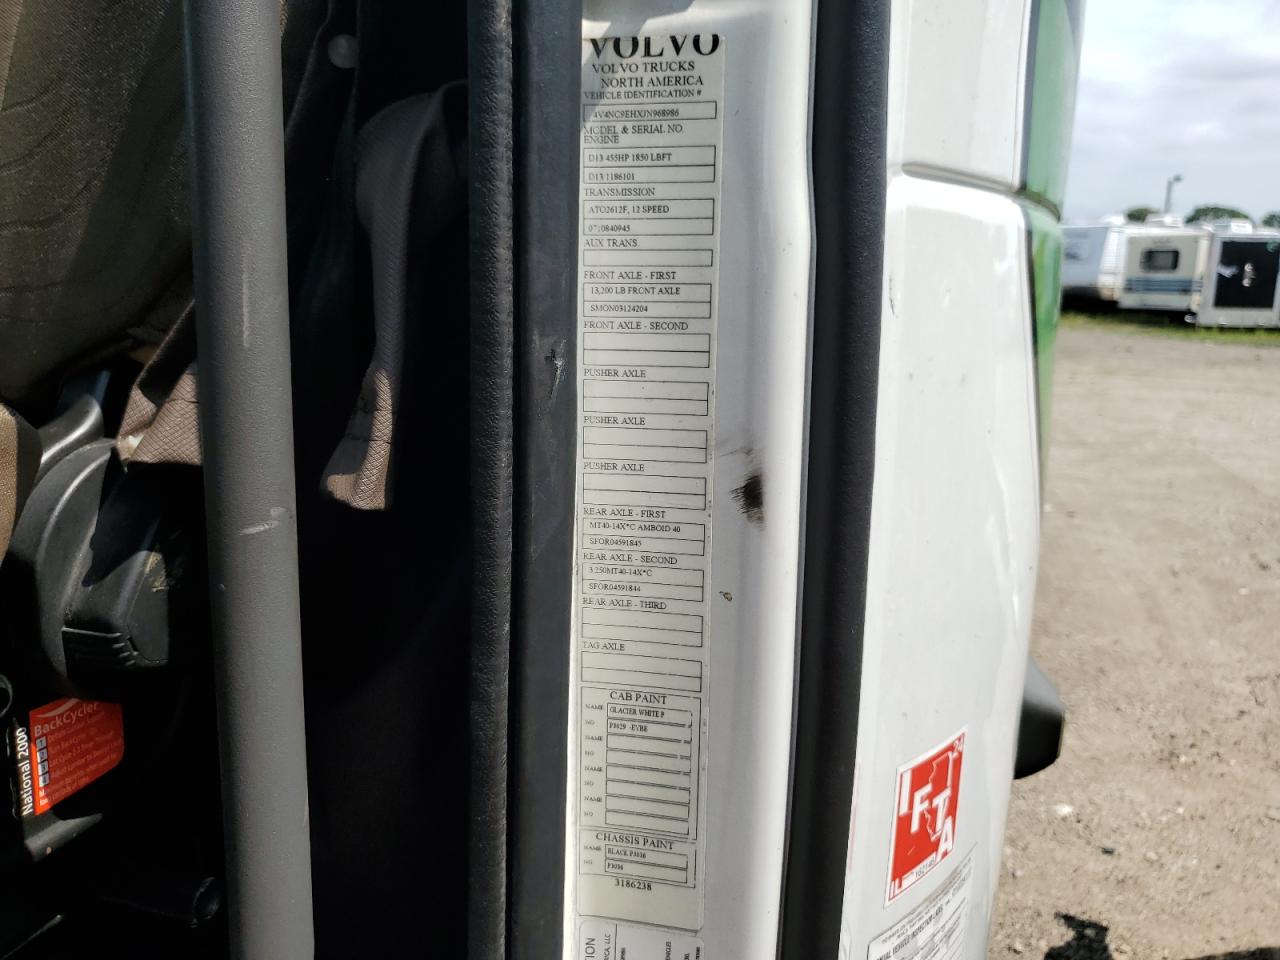 VOLVO
VOLVO TRUCKS
NORTH AMERICA
VEHICLE IDENTIFICATION #
4V4NC9EHXJN968986
MODEL & SERIAL NO.
ENGINE
D13 455HP 1850 LBFT
D13 1186101
TRANSMISSION
ATO2612F, 12 SPEED
0710840945
AUX TRANS.
FRONT AXLE - FIRST
13,200 LB FRONT AXLE
SMON03124204
FRONT AXLE - SECOND
PUSHER AXLE
PUSHER AXLE
PUSHER AXLE
REAR AXLE - FIRST
MT40-14X*C AMBOID 40
SFOR04591845
REAR AXLE - SECOND
3.250MT40-14X*C
SFOR04591844
REAR AXLE - THIRD
TAG AXLE
CAB PAINT
NAME GLACIER WHITE P
NO P3029 -EVBE
NAME
NO
NAME
NO
NAME
NO
CHASSIS PAINT
NAME BLACK P3036
NO P3036
3186238
National 2000
BackCycler
24
IFTA
IL